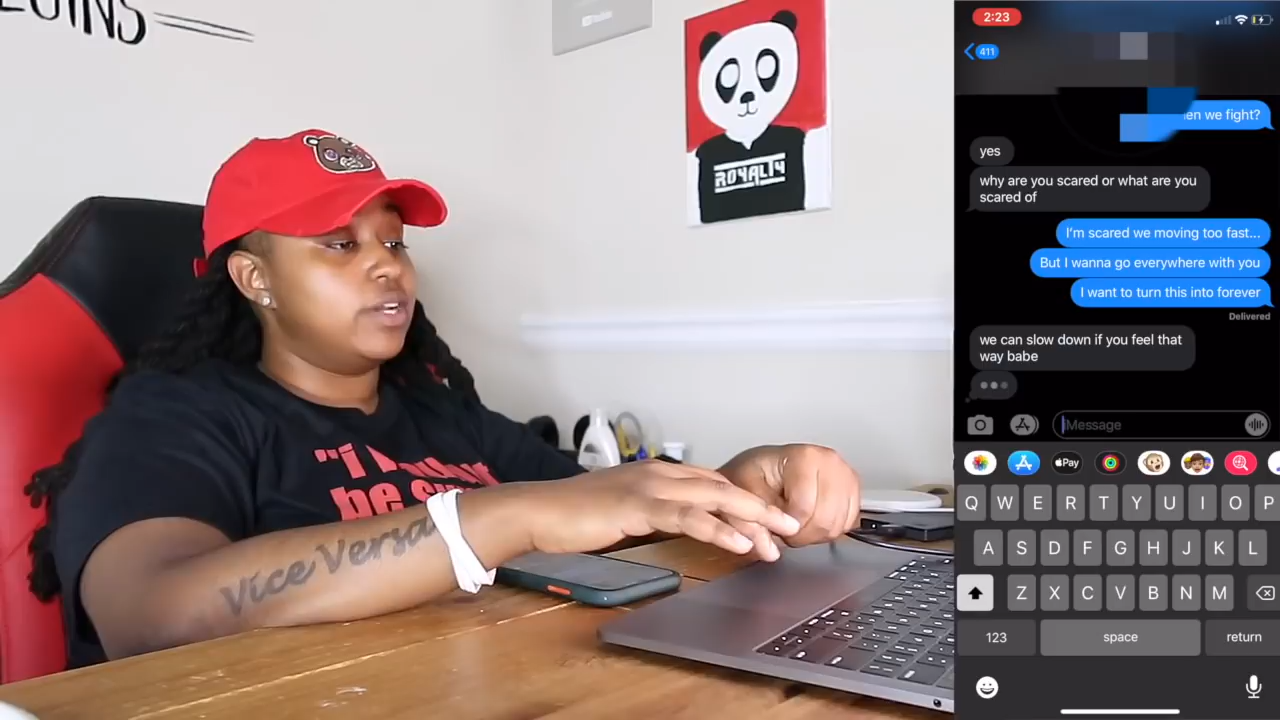 ROYALTY
Vice Versa
"I
be
2:23
411
en we fight?
yes
why are you scared or what are you
scared of
I'm scared we moving too fast...
But I wanna go everywhere with you
I want to turn this into forever
Delivered
we can slow down if you feel that
way babe
iMessage
Pay
Q W E R T Y U I O P
A S D F G H J K L
Z X C V B N M
123 space return